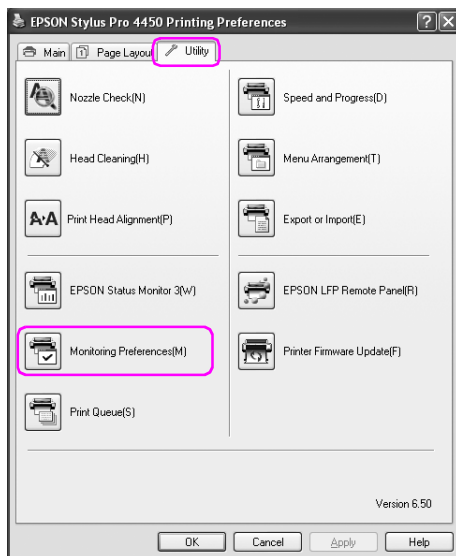 EPSON Stylus Pro 4450 Printing Preferences
Main
Page Layou
Utility
Nozzle Check(N)
Speed and Progress(D)
Head Cleaning(H)
Menu Arrangement(T)
A·A Print Head Alignment(P)
Export or Import(E)
EPSON Status Monitor 3(W)
EPSON LFP Remote Panel(R)
Monitoring Preferences(M)
Printer Firmware Update(F)
Print Queue(S)
Version 6.50
OK
Cancel
Apply
Help